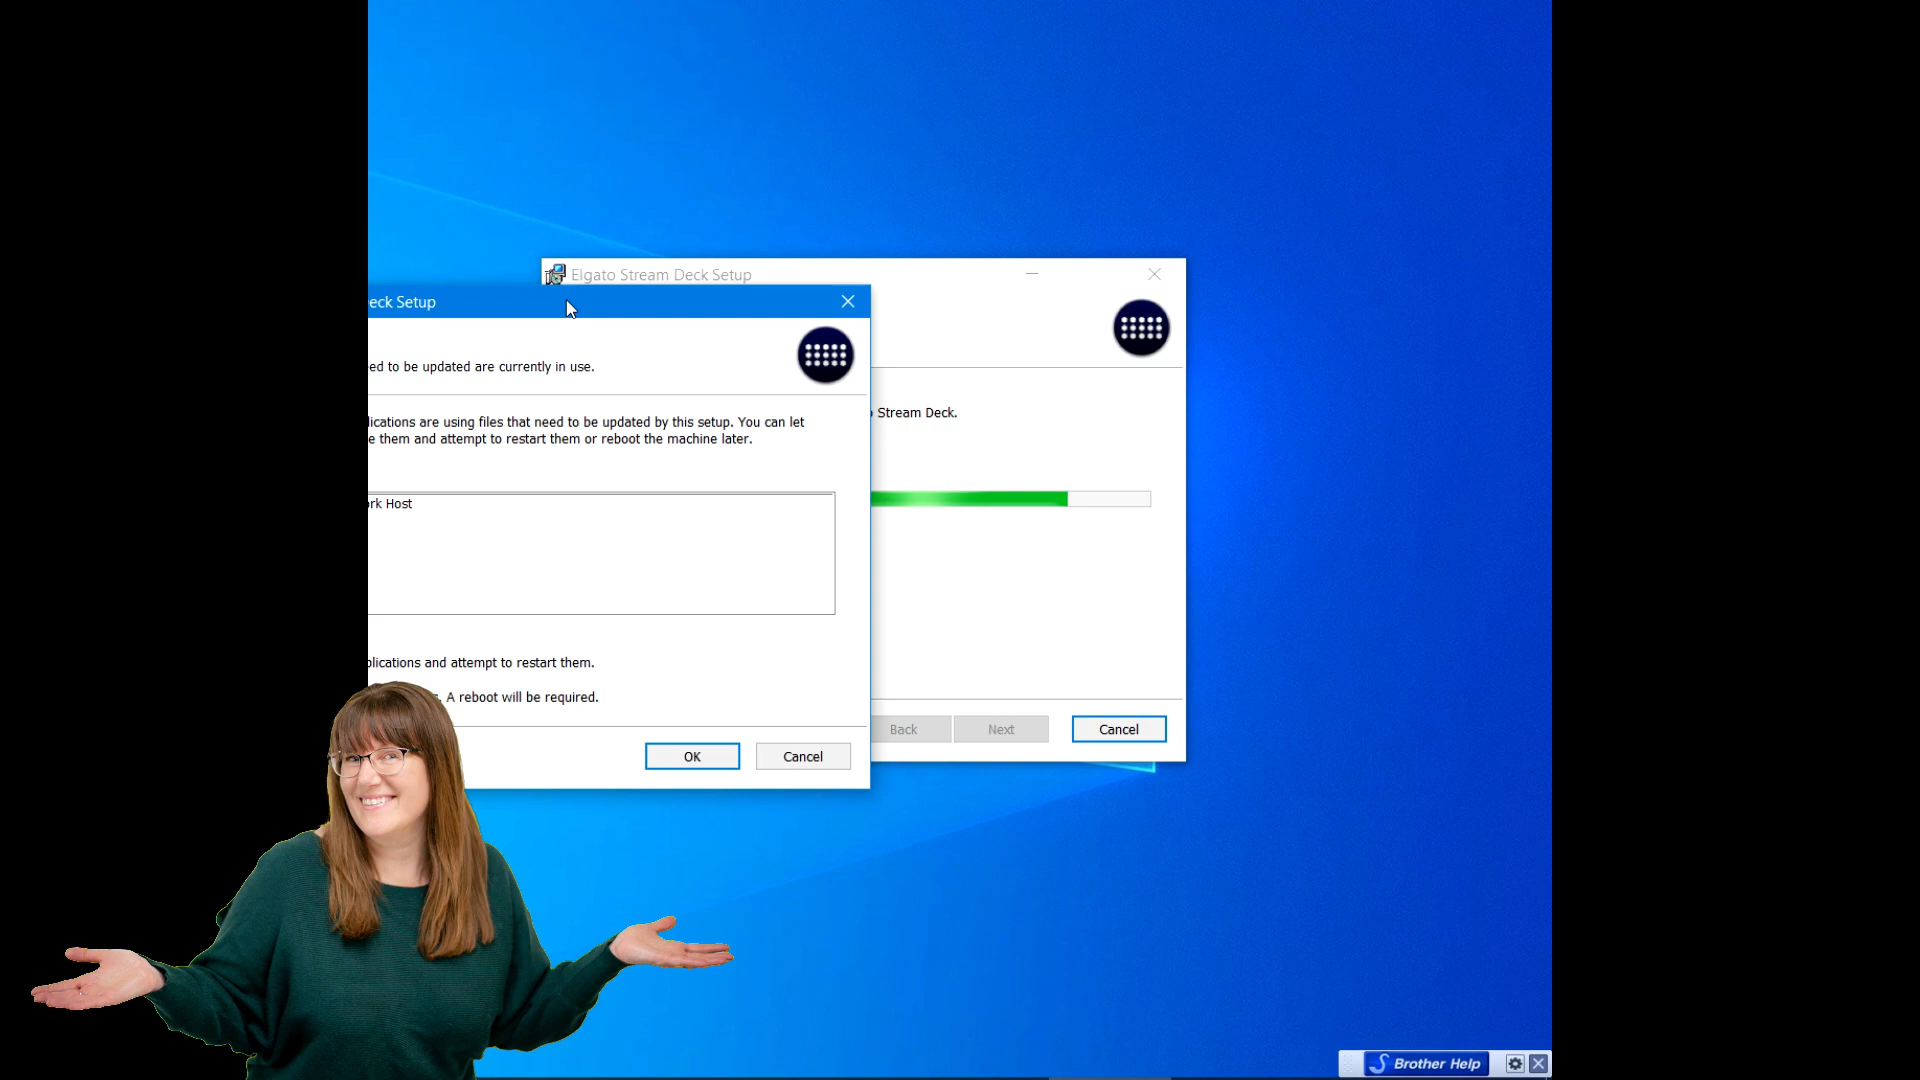 Elgato Stream Deck Setup
eck Setup
ed to be updated are currently in use.
lications are using files that need to be updated by this setup. You can let
e them and attempt to restart them or reboot the machine later.
Stream Deck.
rk Host
plications and attempt to restart them.
. A reboot will be required.
OK
Cancel
Back
Next
Cancel
Brother Help